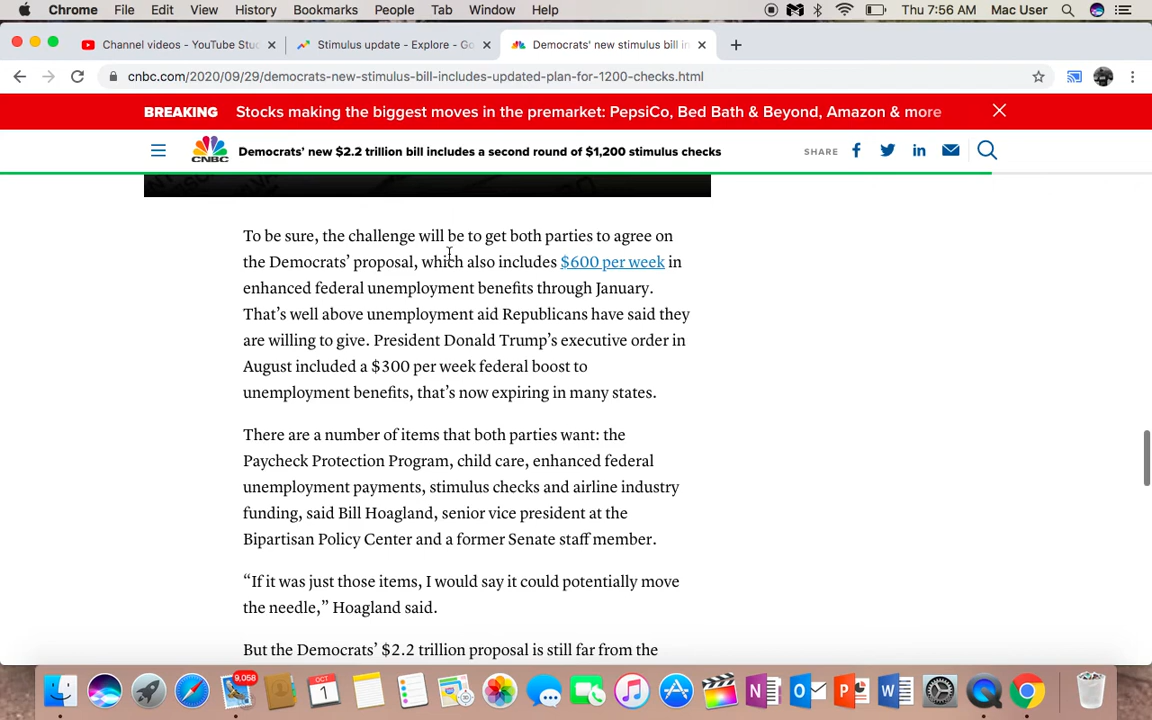 Chrome File Edit View History Bookmarks People Tab Window Help Thu 7:56 AM Mac User
Channel videos - YouTube Stud Stimulus update - Explore - Go Democrats' new stimulus bill in
cnbc.com/2020/09/29/democrats-new-stimulus-bill-includes-updated-plan-for-1200-checks.html
BREAKING Stocks making the biggest moves in the premarket: PepsiCo, Bed Bath & Beyond, Amazon & more
CNBC Democrats' new $2.2 trillion bill includes a second round of $1,200 stimulus checks SHARE
To be sure, the challenge will be to get both parties to agree on
the Democrats’ proposal, which also includes $600 per week in
enhanced federal unemployment benefits through January.
That’s well above unemployment aid Republicans have said they
are willing to give. President Donald Trump’s executive order in
August included a $300 per week federal boost to
unemployment benefits, that’s now expiring in many states.
There are a number of items that both parties want: the
Paycheck Protection Program, child care, enhanced federal
unemployment payments, stimulus checks and airline industry
funding, said Bill Hoagland, senior vice president at the
Bipartisan Policy Center and a former Senate staff member.
“If it was just those items, I would say it could potentially move
the needle,” Hoagland said.
But the Democrats’ $2.2 trillion proposal is still far from the
9,058
OCT
1